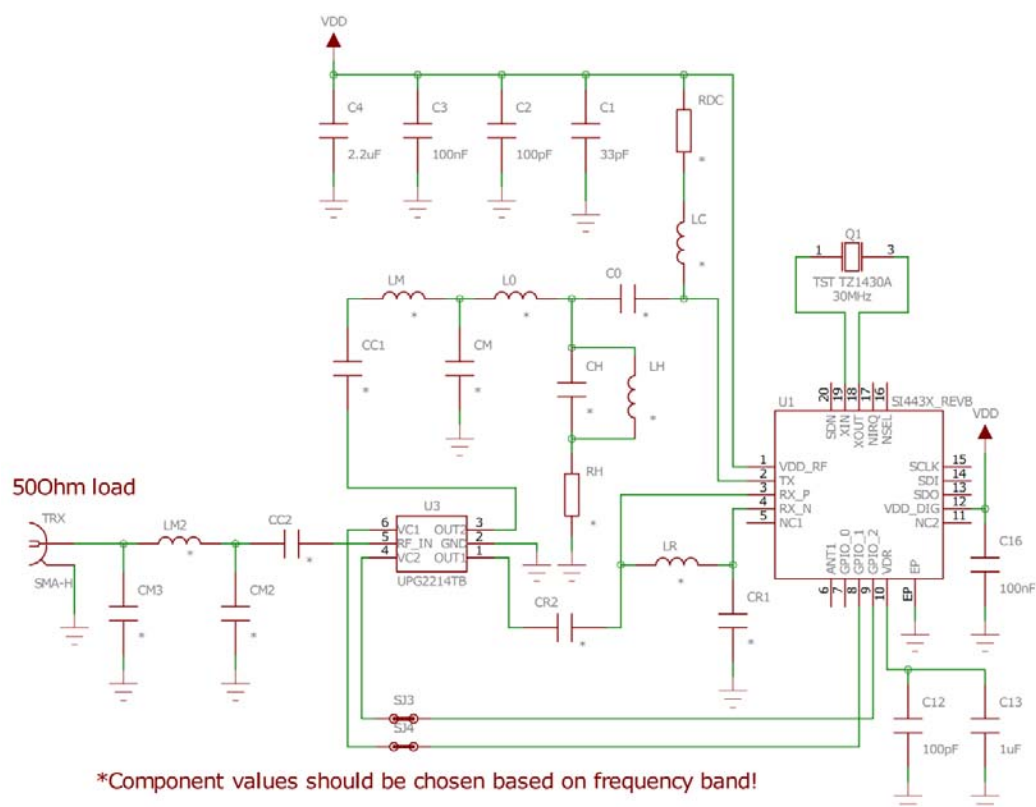 VDD
C4
C3
C2
C1
RDC
2.2uF
100nF
100pF
33pF
*
LC
*
Q1
1
3
TST TZ1430A
30MHz
LM
L0
C0
*
*
*
CC1
*
CM
*
CH
*
LH
*
RH
*
20
19
18
17
16
U1
SI443X_REVB
SDN
XIN
XOUT
NIRQ
NSEL
VDD
1
VDD_RF
2
TX
3
RX_P
4
RX_N
5
NC1
SCLK
15
SDI
14
SDO
13
VDD_DIG
12
NC2
11
ANT1
GPIO_0
GPIO_1
GPIO_2
VDR
EP
6
7
8
9
10
EP
C16
100nF
50Ohm load
TRX
SMA-H
LM2
*
CC2
*
CM3
*
CM2
*
U3
6
VC1
OUT2
3
5
RF_IN
GND
2
4
VC2
OUT1
1
UPG2214TB
LR
*
CR2
*
CR1
*
SJ3
SJ4
C12
100pF
C13
1uF
*Component values should be chosen based on frequency band!